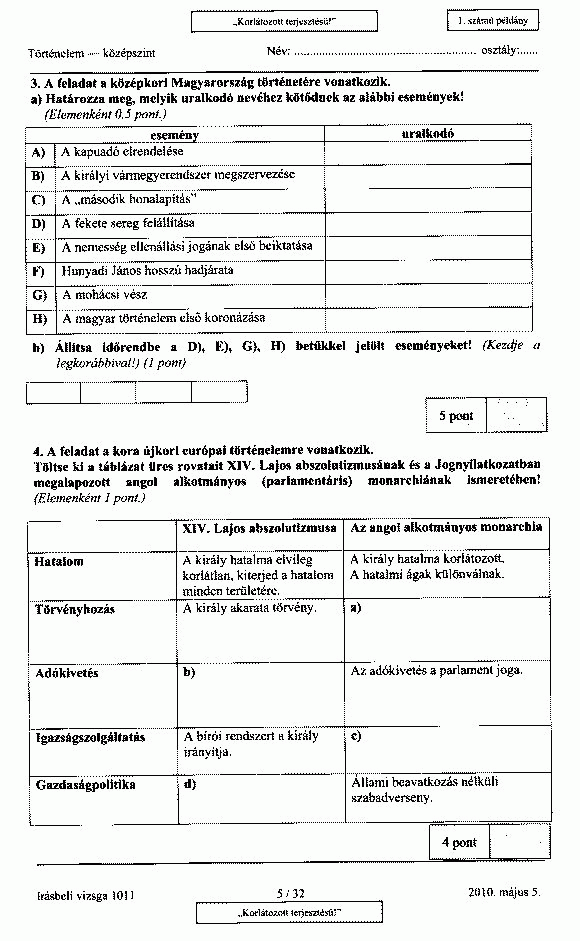 „Korlátozott terjesztésű!”
1. számú példány
Történelem — középszint
Név: ........................................................... osztály:......
3. A feladat a középkori Magyarország történetére vonatkozik.
a) Határozza meg, melyik uralkodó nevéhez kötődnek az alábbi események!
(Elemenként 0,5 pont.)
esemény uralkodó
A) A kapuadó elrendelése
B) A királyi vármegyerendszer megszervezése
C) A „második honalapítás”
D) A fekete sereg felállítása
E) A nemesség ellenállási jogának első beiktatása
F) Hunyadi János hosszú hadjárata
G) A mohácsi vész
H) A magyar történelem első koronázása
b) Állítsa időrendbe a D), E), G), H) betűkkel jelölt eseményeket! (Kezdje a
legkorábbival!) (1 pont)
5 pont
4. A feladat a kora újkori európai történelemre vonatkozik.
Töltse ki a táblázat üres rovatait XIV. Lajos abszolutizmusának és a Jognyilatkozatban
megalapozott angol alkotmányos (parlamentáris) monarchiának ismeretében!
(Elemenként 1 pont.)
XIV. Lajos abszolutizmusa Az angol alkotmányos monarchia
Hatalom A király hatalma elvileg A király hatalma korlátozott.
korlátlan, kiterjed a hatalom A hatalmi ágak különválnak.
minden területére.
Törvényhozás A király akarata törvény. a)
Adókivetés b) Az adókivetés a parlament joga.
Igazságszolgáltatás A bírói rendszert a király c)
irányítja.
Gazdaságpolitika d) Állami beavatkozás nélküli
szabadverseny.
4 pont
írásbeli vizsga 1011 5 / 32 2010. május 5.
„Korlátozott terjesztésű!”